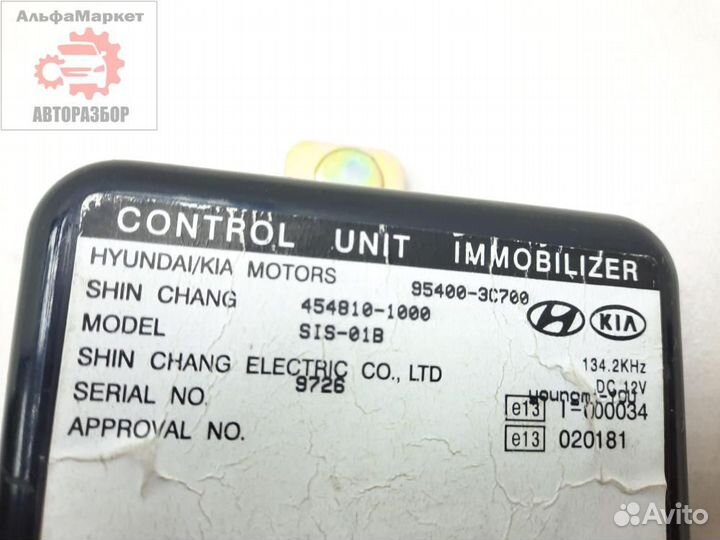 АльфаМаркет
АВТОРАЗБОР
CONTROL UNIT IMMOBILIZER
HYUNDAI/KIA MOTORS 95400-3C700
SHIN CHANG 454810-1000
MODEL SIS-01B
KIA
SHIN CHANG ELECTRIC CO., LTD 134.2KHz
SERIAL NO. 9726 DC 12V
APPROVAL NO. e13 1-000034
e13 020181
Avito